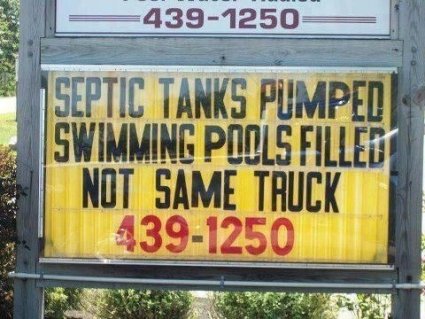 439-1250
SEPTIC TANKS PUMPED
SWIMMING POOLS FILLED
NOT SAME TRUCK
439-1250